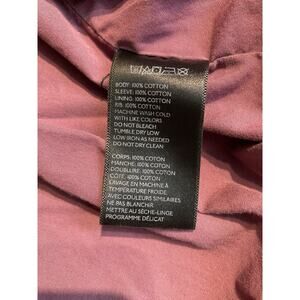 BODY: 100% COTTON
SLEEVE: 100% COTTON
LINING: 100% COTTON
RIB: 100% COTTON
MACHINE WASH COLD
WITH LIKE COLORS
DO NOT BLEACH
TUMBLE DRY LOW
LOW IRON AS NEEDED
DO NOT DRY CLEAN
CORPS: 100% COTON
MANCHE: 100% COTON
DOUBLURE: 100% COTON
CÔTE: 100% COTON
LAVAGE EN MACHINE À
TEMPÉRATURE FROIDE
AVEC COULEURS SIMILAIRES
NE PAS BLANCHIR
METTRE AU SÈCHE-LINGE
PROGRAMME DÉLICAT